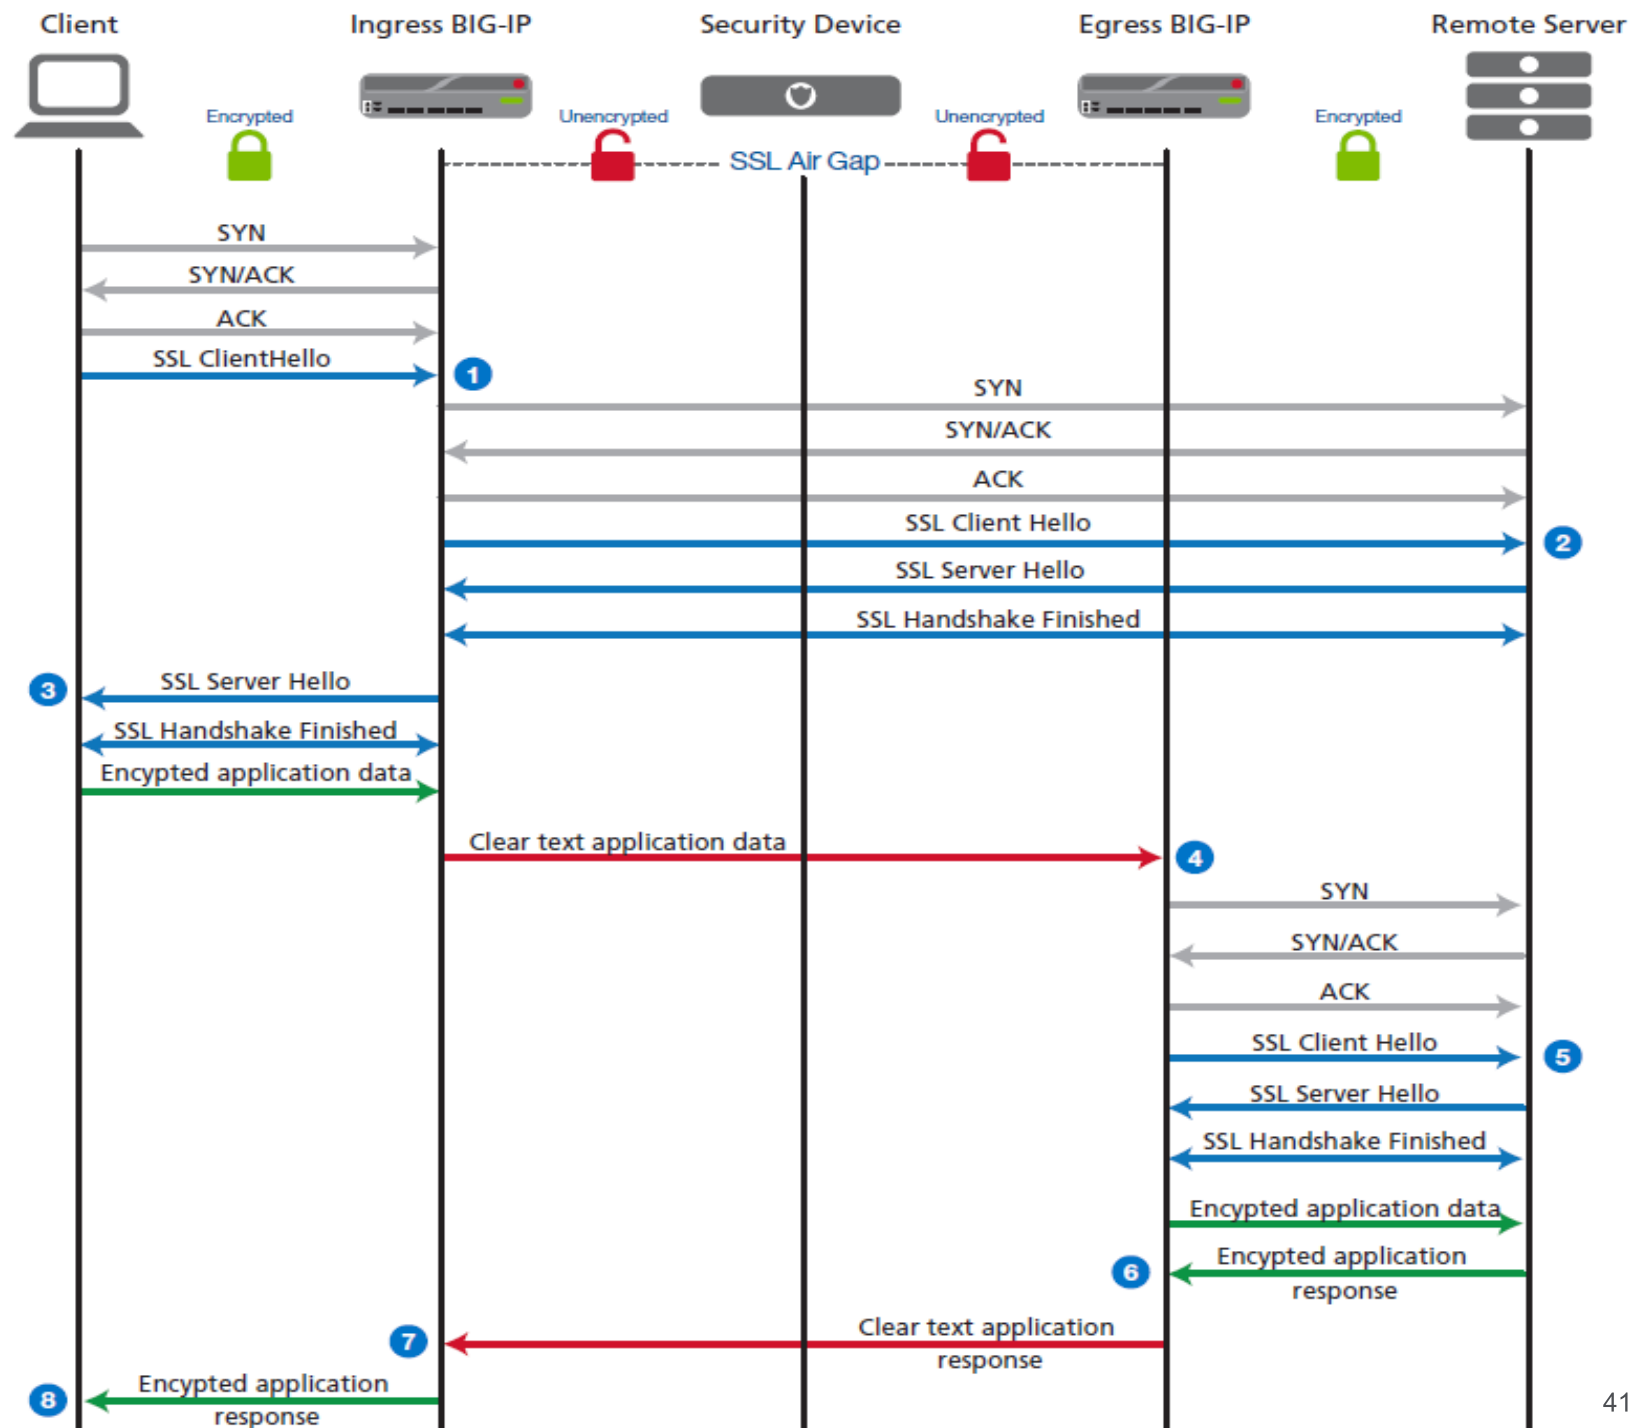 Client
Ingress BIG-IP
Security Device
Egress BIG-IP
Remote Server
Encrypted
Unencrypted
Unencrypted
Encrypted
SSL Air Gap
SYN
SYN/ACK
ACK
SSL ClientHello
1
SYN
SYN/ACK
ACK
SSL Client Hello
2
SSL Server Hello
SSL Handshake Finished
3
SSL Server Hello
SSL Handshake Finished
Encypted application data
Clear text application data
4
SYN
SYN/ACK
ACK
SSL Client Hello
5
SSL Server Hello
SSL Handshake Finished
Encypted application data
6
Encypted application
response
7
Clear text application
response
8
Encypted application
response
41